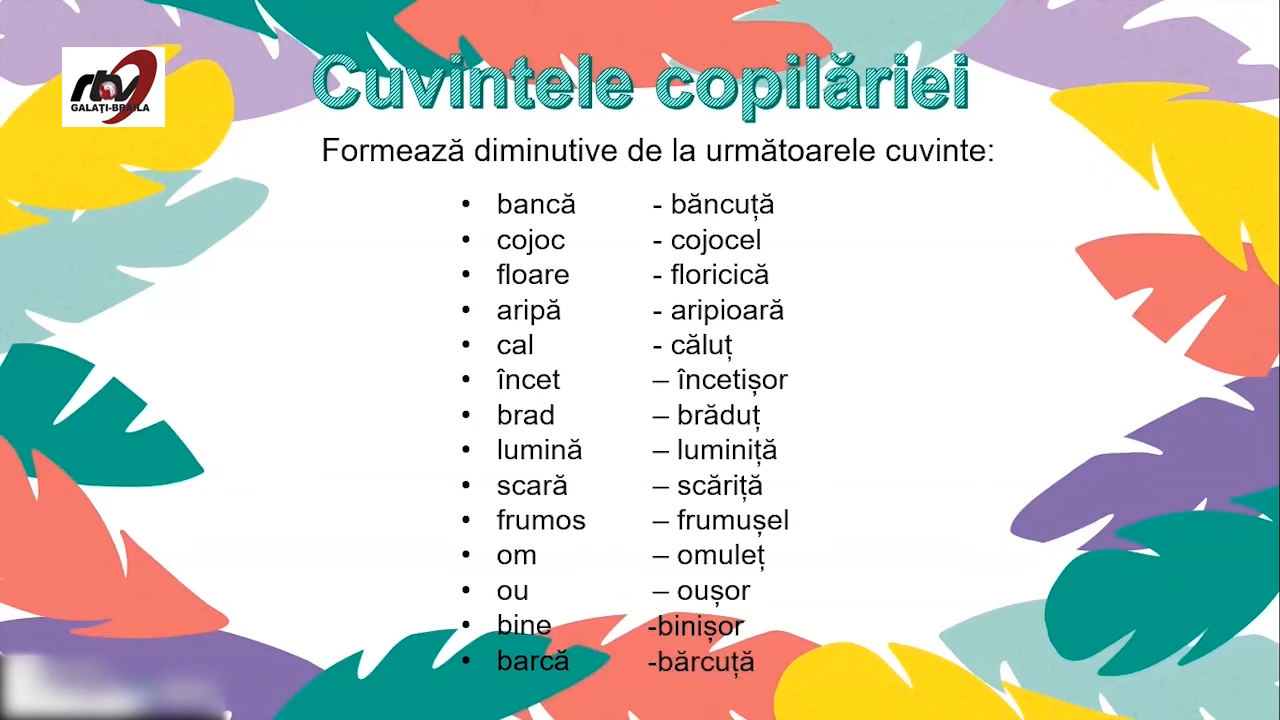 rtv
GALAȚI-BRĂILA
Cuvintele copilăriei
Formează diminutive de la următoarele cuvinte:
• bancă - băncuță
• cojoc - cojocel
• floare - floricică
• aripă - aripioară
• cal - căluț
• încet – încetișor
• brad – brăduț
• lumină – luminiță
• scară – scăriță
• frumos – frumușel
• om – omuleț
• ou – oușor
• bine -binișor
• barcă -bărcuță